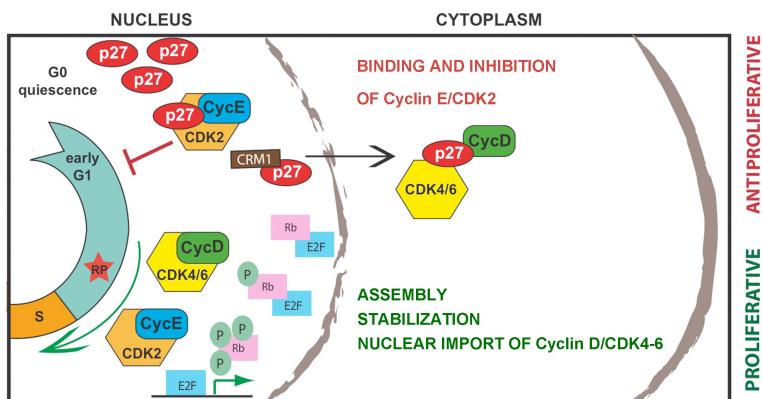 NUCLEUS
CYTOPLASM
p27
p27
p27
G0
quiescence
p27
CycE
CDK2
BINDING AND INHIBITION
OF Cyclin E/CDK2
early
G1
CRM1
p27
p27
CycD
CDK4/6
RP
S
CycD
CDK4/6
Rb
E2F
P
Rb
E2F
CycE
CDK2
P
P
Rb
P
E2F
ASSEMBLY
STABILIZATION
NUCLEAR IMPORT OF Cyclin D/CDK4-6
ANTIPROLIFERATIVE
PROLIFERATIVE